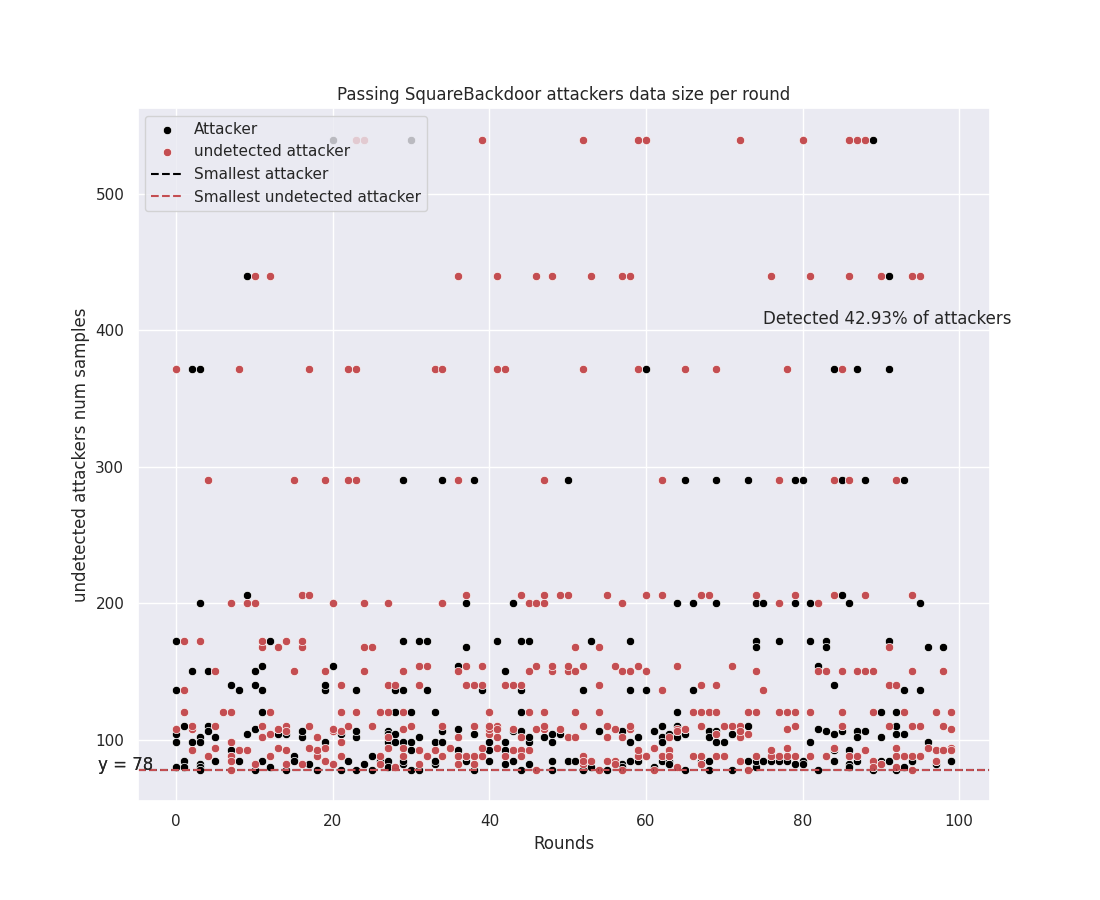 Passing SquareBackdoor attackers data size per round
Attacker
undetected attacker
Smallest attacker
Smallest undetected attacker
500
400
300
200
100
undetected attackers num samples
Detected 42.93% of attackers
y = 78
0 20 40 60 80 100
Rounds